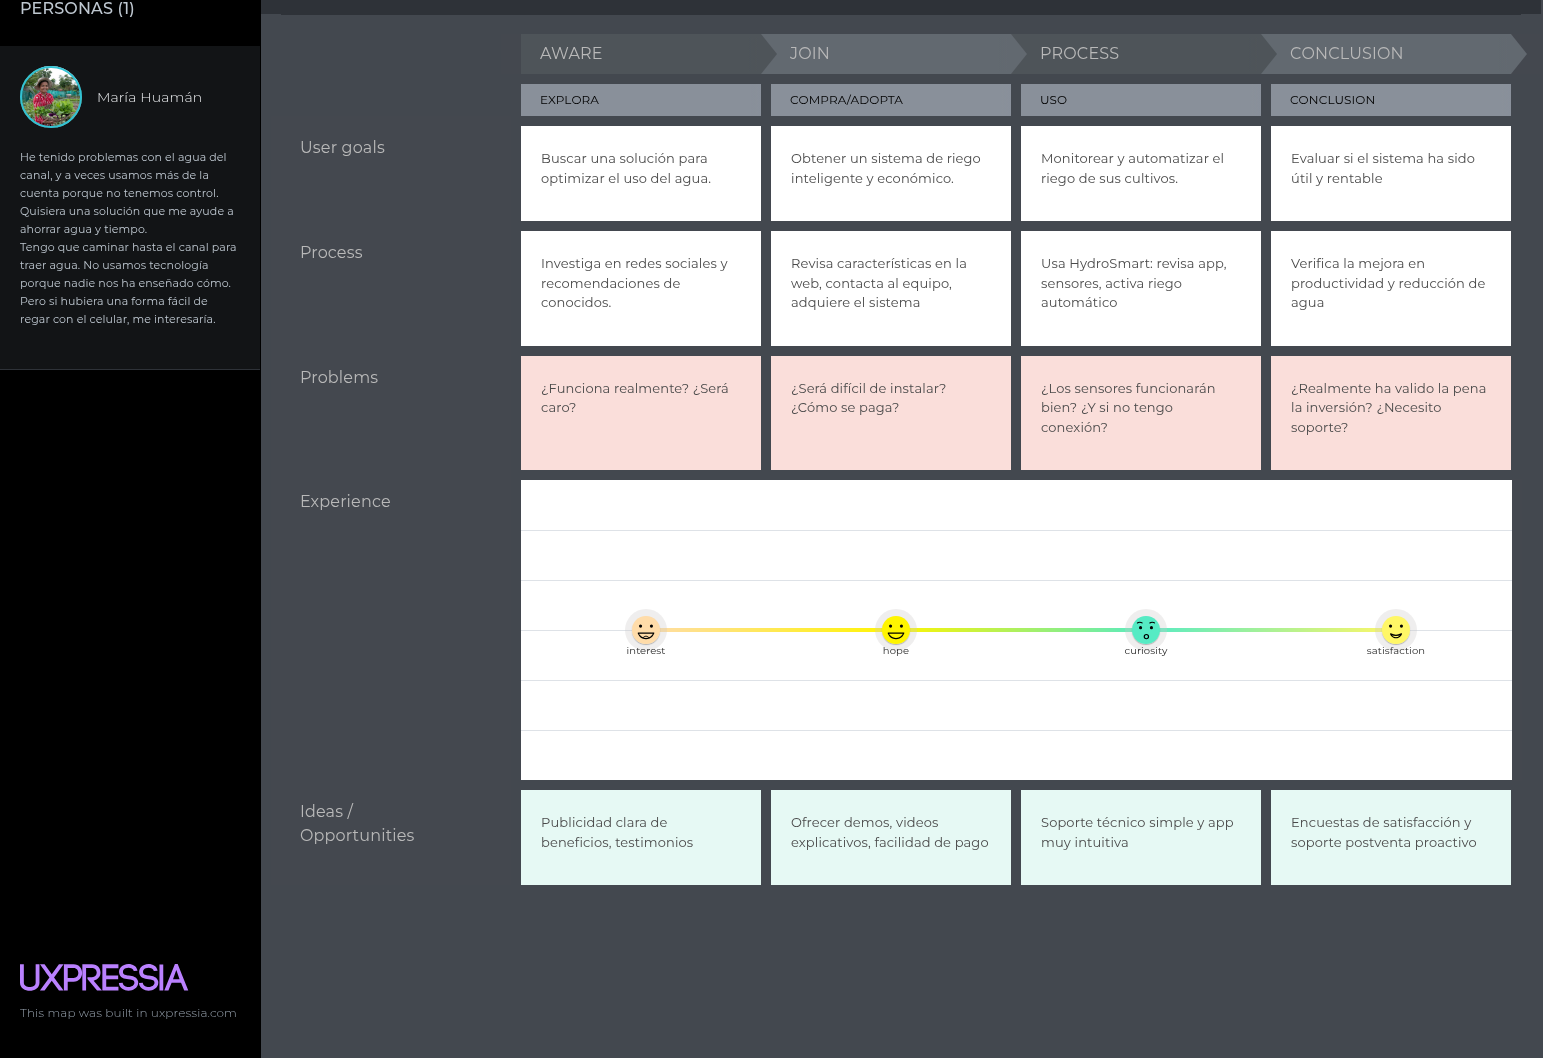 PERSONAS (1)
María Huamán
He tenido problemas con el agua del
canal, y a veces usamos más de la
cuenta porque no tenemos control.
Quisiera una solución que me ayude a
ahorrar agua y tiempo.
Tengo que caminar hasta el canal para
traer agua. No usamos tecnología
porque nadie nos ha enseñado cómo.
Pero si hubiera una forma fácil de
regar con el celular, me interesaría.
UXPRESSIA
This map was built in uxpressia.com
AWARE
JOIN
PROCESS
CONCLUSION
EXPLORA
COMPRA/ADOPTA
USO
CONCLUSION
User goals
Buscar una solución para
optimizar el uso del agua.
Obtener un sistema de riego
inteligente y económico.
Monitorear y automatizar el
riego de sus cultivos.
Evaluar si el sistema ha sido
útil y rentable
Process
Investiga en redes sociales y
recomendaciones de
conocidos.
Revisa características en la
web, contacta al equipo,
adquiere el sistema
Usa HydroSmart: revisa app,
sensores, activa riego
automático
Verifica la mejora en
productividad y reducción de
agua
Problems
¿Funciona realmente? ¿Será
caro?
¿Será difícil de instalar?
¿Cómo se paga?
¿Los sensores funcionarán
bien? ¿Y si no tengo
conexión?
¿Realmente ha valido la pena
la inversión? ¿Necesito
soporte?
Experience
interest
hope
curiosity
satisfaction
Ideas /
Opportunities
Publicidad clara de
beneficios, testimonios
Ofrecer demos, videos
explicativos, facilidad de pago
Soporte técnico simple y app
muy intuitiva
Encuestas de satisfacción y
soporte postventa proactivo